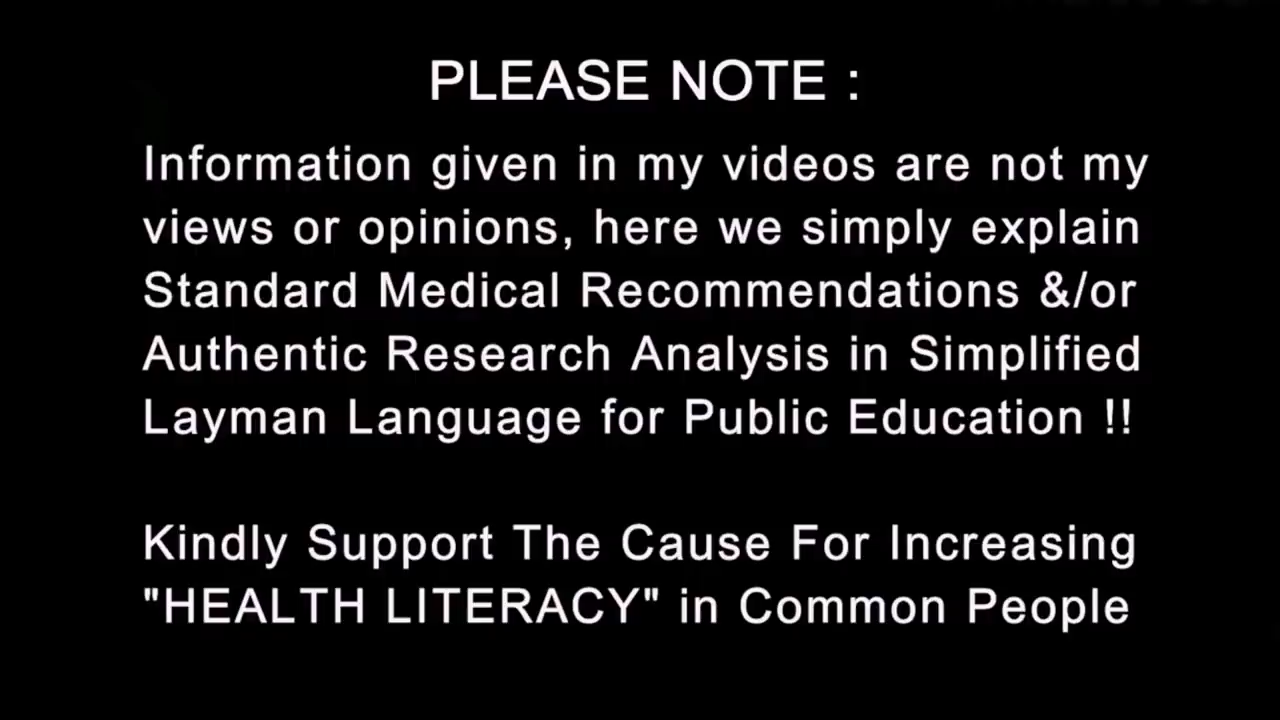 PLEASE NOTE :
Information given in my videos are not my
views or opinions, here we simply explain
Standard Medical Recommendations &/or
Authentic Research Analysis in Simplified
Layman Language for Public Education !!
Kindly Support The Cause For Increasing
"HEALTH LITERACY" in Common People